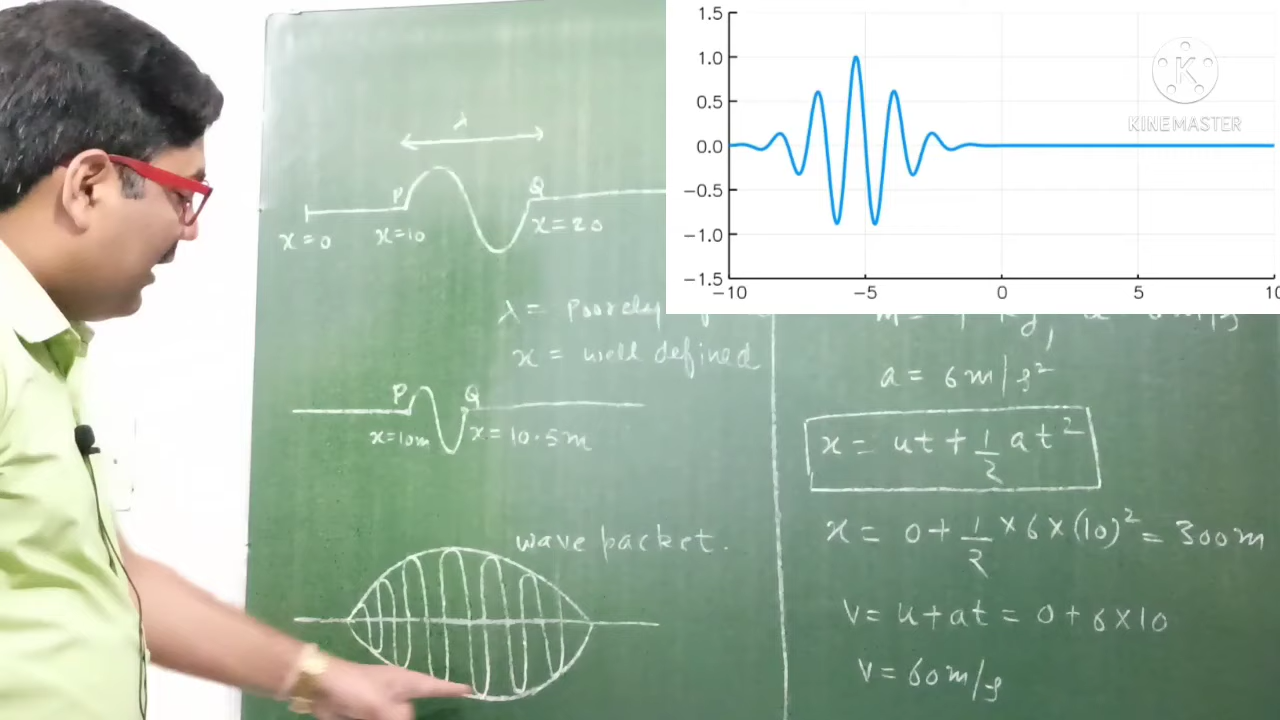 λ
P
Q
x=0
x=10
x=20
λ = Poorly
x = well defined
P
Q
x=10m
x=10.5m
wave packet.
1.5
1.0
0.5
0.0
−0.5
−1.0
−1.5
−10
−5
0
5
K
KINEMASTER
a = 6 m/s²
x = ut + 1/2 at²
x = 0 + 1/2 × 6 × (10)² = 300m
v = u + at = 0 + 6×10
v = 60m/s